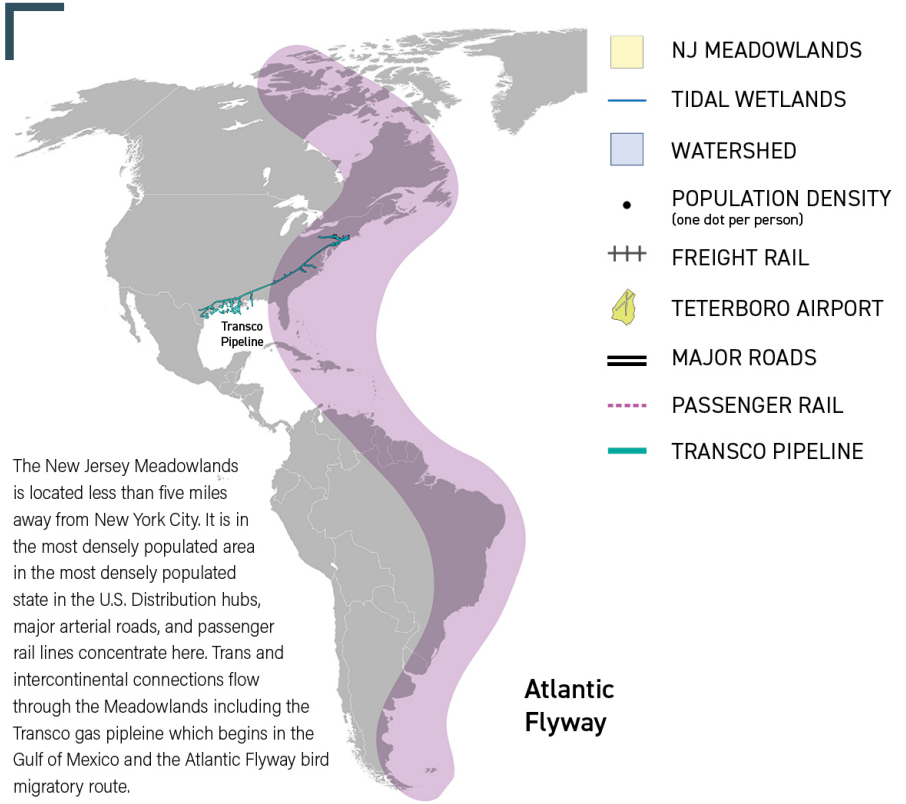 NJ MEADOWLANDS
TIDAL WETLANDS
WATERSHED
POPULATION DENSITY
(one dot per person)
FREIGHT RAIL
TETERBORO AIRPORT
MAJOR ROADS
PASSENGER RAIL
TRANSCO PIPELINE
Transco
Pipeline
The New Jersey Meadowlands
is located less than five miles
away from New York City. It is in
the most densely populated area
in the most densely populated
state in the U.S. Distribution hubs,
major arterial roads, and passenger
rail lines concentrate here. Trans and
intercontinental connections flow
through the Meadowlands including the
Transco gas pipleine which begins in the
Gulf of Mexico and the Atlantic Flyway bird
migratory route.
Atlantic
Flyway